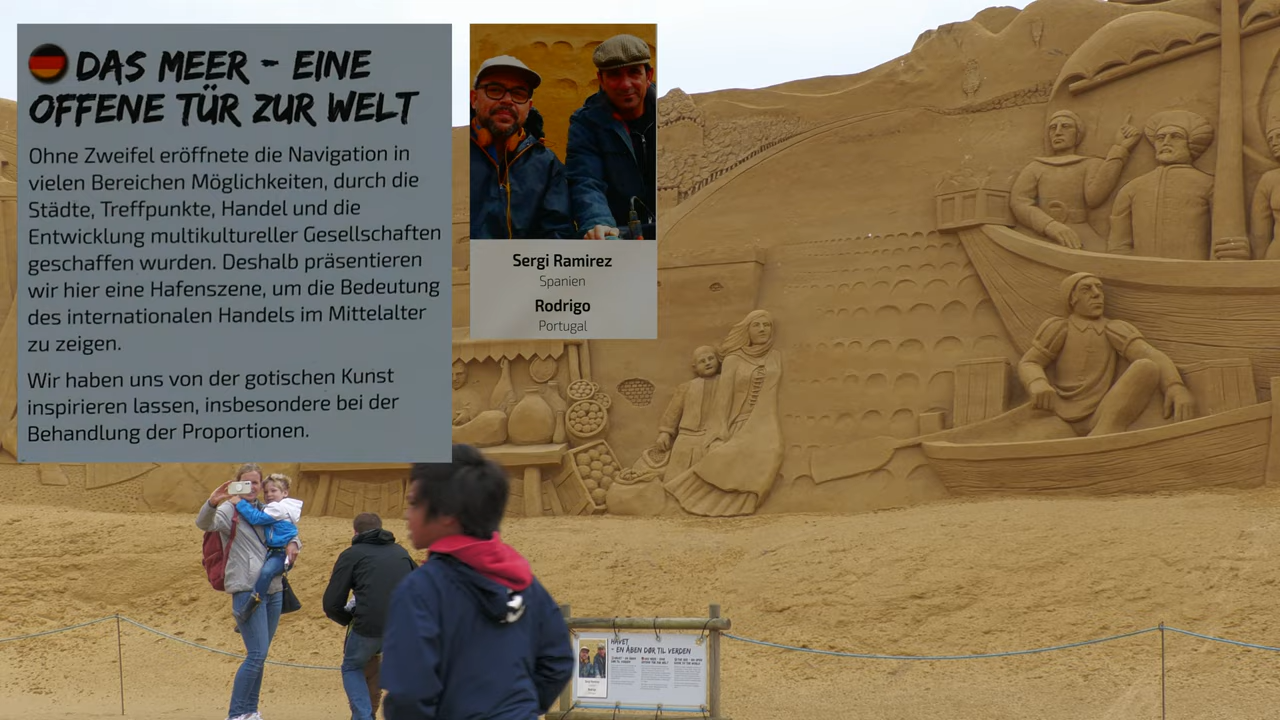 DAS MEER - EINE
OFFENE TÜR ZUR WELT
Ohne Zweifel eröffnete die Navigation in
vielen Bereichen Möglichkeiten, durch die
Städte, Treffpunkte, Handel und die
Entwicklung multikultureller Gesellschaften
geschaffen wurden. Deshalb präsentieren
wir hier eine Hafenszene, um die Bedeutung
des internationalen Handels im Mittelalter
zu zeigen.
Wir haben uns von der gotischen Kunst
inspirieren lassen, insbesondere bei der
Behandlung der Proportionen.
Sergi Ramirez
Spanien
Rodrigo
Portugal
HAVET
- EN ÅBEN DØR TIL VERDEN